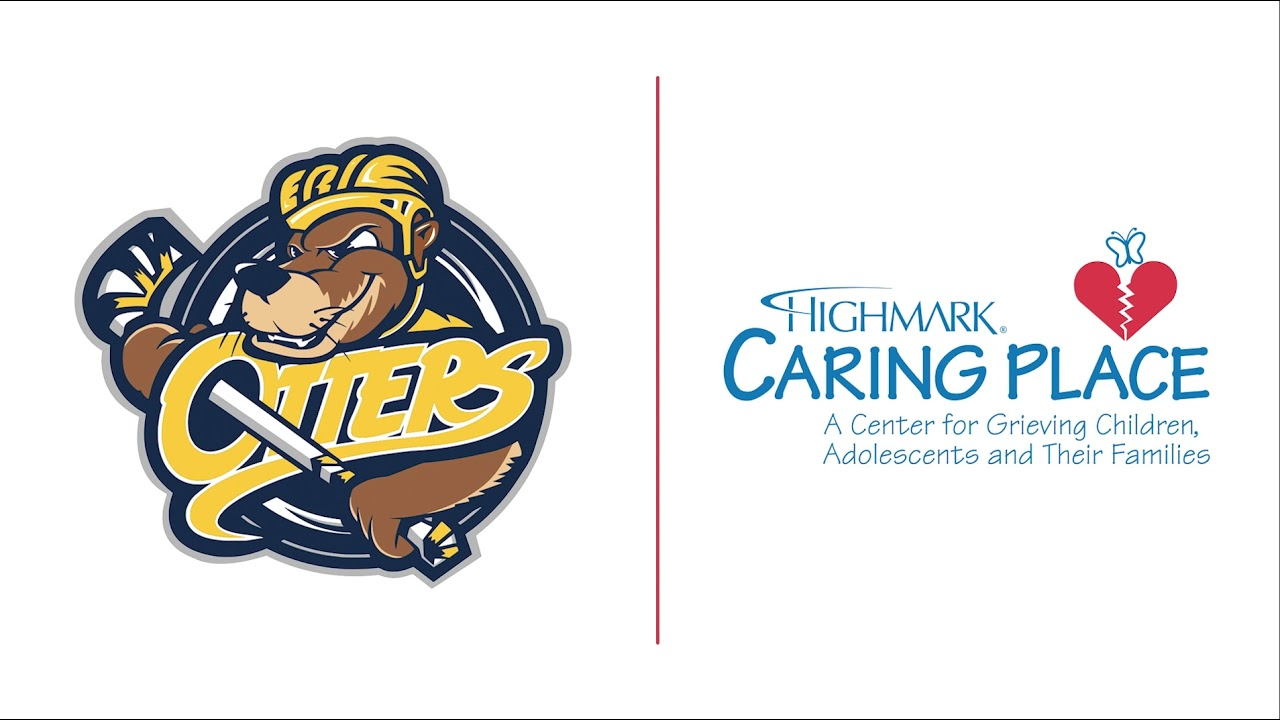 ERIE
OTTERS
HIGHMARK®
CARING PLACE
A Center for Grieving Children,
Adolescents and Their Families